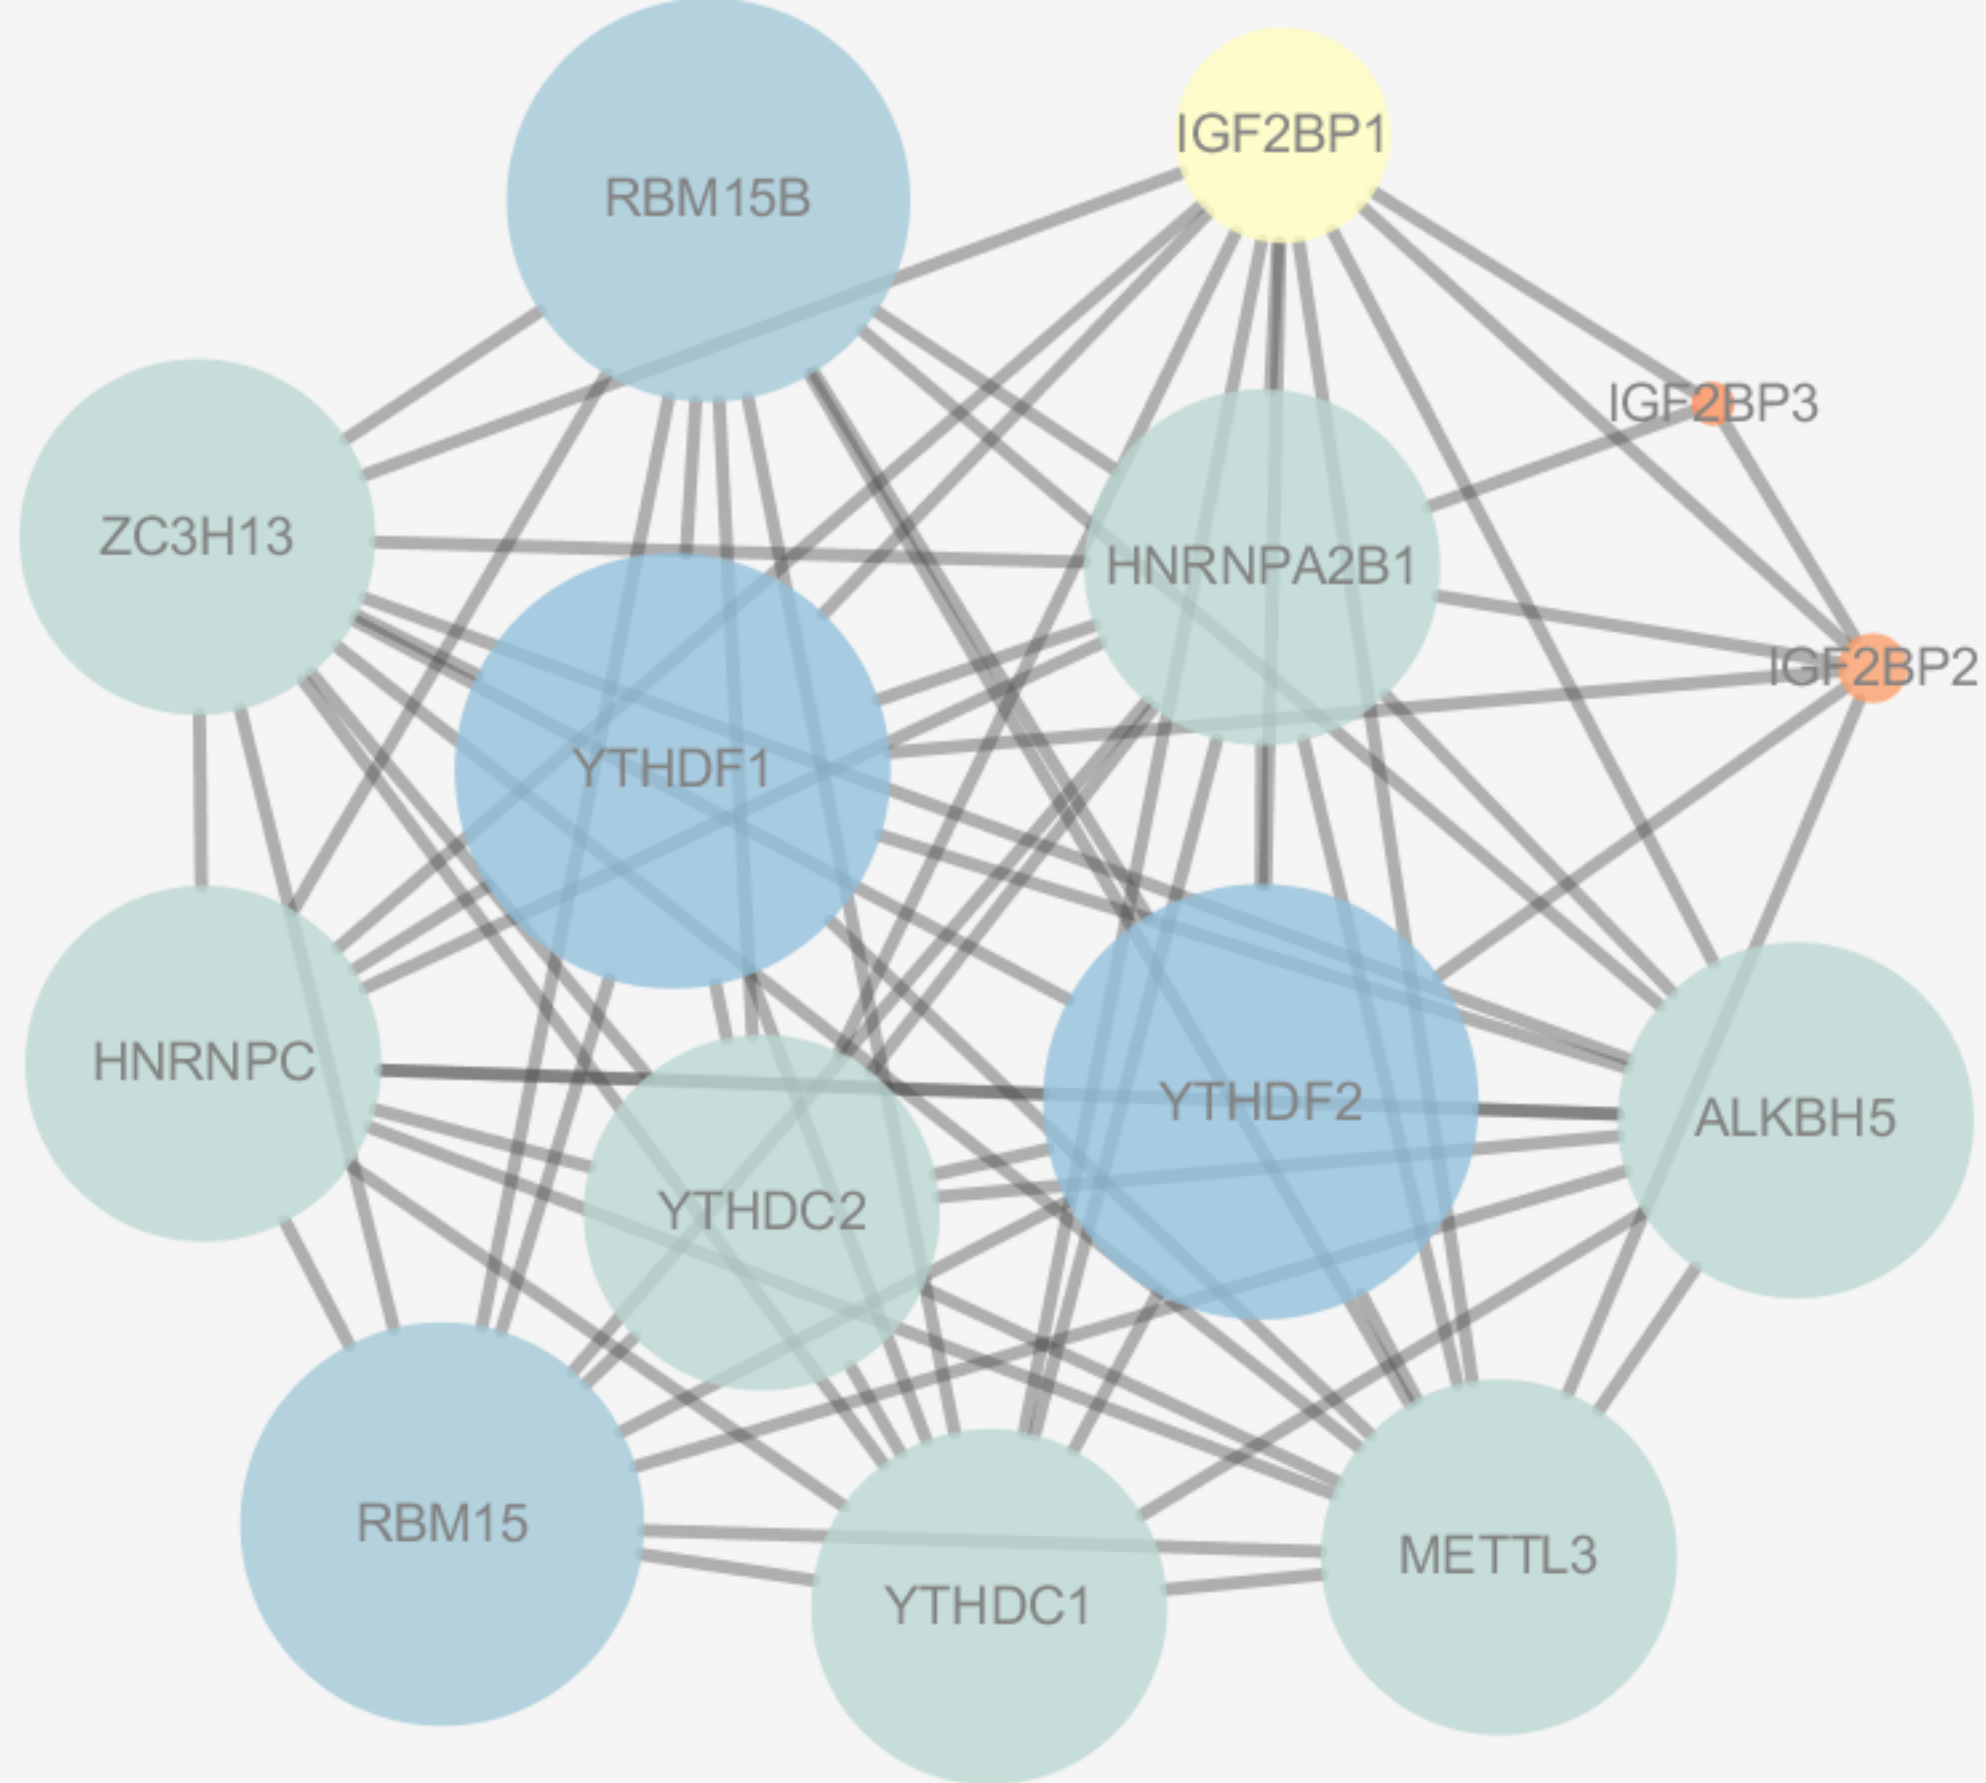 IGF2BP1
RBM15B
IGF2BP3
ZC3H13
HNRNPA2B1
IGF2BP2
YTHDF1
HNRNPC
YTHDF2
ALKBH5
YTHDC2
RBM15
METTL3
YTHDC1